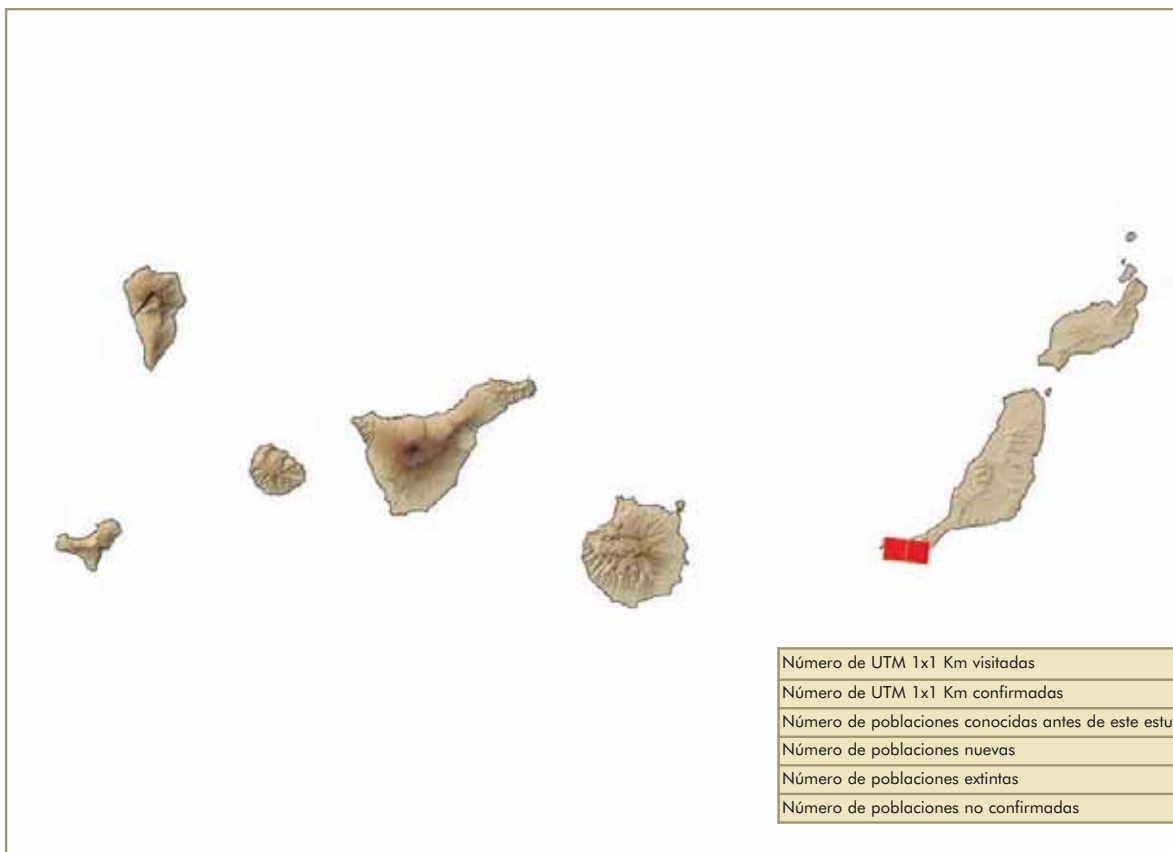 Número de UTM 1x1 Km visitadas
Número de UTM 1x1 Km confirmadas
Número de poblaciones conocidas antes de este estu
Número de poblaciones nuevas
Número de poblaciones extintas
Número de poblaciones no confirmadas